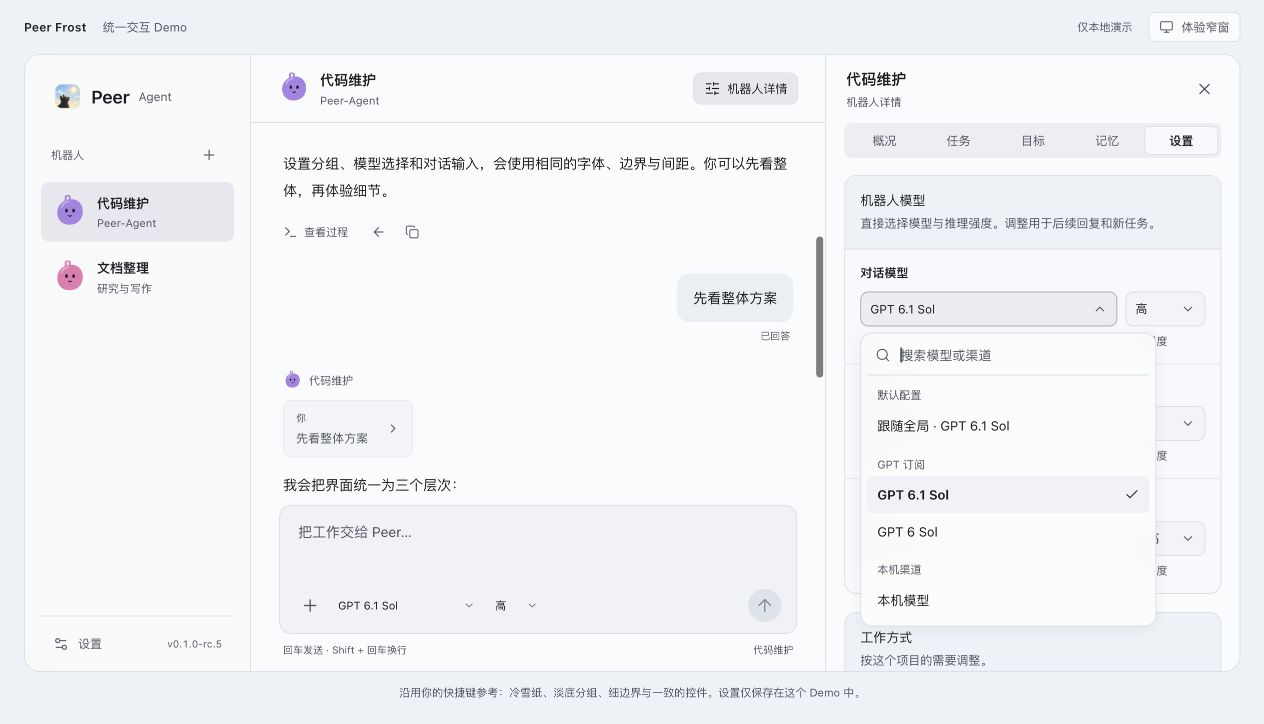 Peer Frost 统一交互 Demo
仅本地演示
体验窄窗
Peer Agent
机器人
代码维护
Peer-Agent
文档整理
研究与写作
设置
v0.1.0-rc.5
代码维护
Peer-Agent
机器人详情
设置分组、模型选择和对话输入，会使用相同的字体、边界与间距。你可以先看整
体，再体验细节。
查看过程
先看整体方案
已回答
代码维护
你
先看整体方案
我会把界面统一为三个层次：
把工作交给 Peer...
GPT 6.1 Sol
高
回车发送 · Shift + 回车换行
代码维护
代码维护
机器人详情
概况
任务
目标
记忆
设置
机器人模型
直接选择模型与推理强度。调整用于后续回复和新任务。
对话模型
GPT 6.1 Sol
高
度
搜索模型或渠道
默认配置
跟随全局 · GPT 6.1 Sol
GPT 订阅
度
GPT 6.1 Sol
GPT 6 Sol
本机渠道
度
本机模型
工作方式
按这个项目的需要调整。
沿用你的快捷键参考：冷雪纸、淡底分组、细边界与一致的控件。设置仅保存在这个 Demo 中。